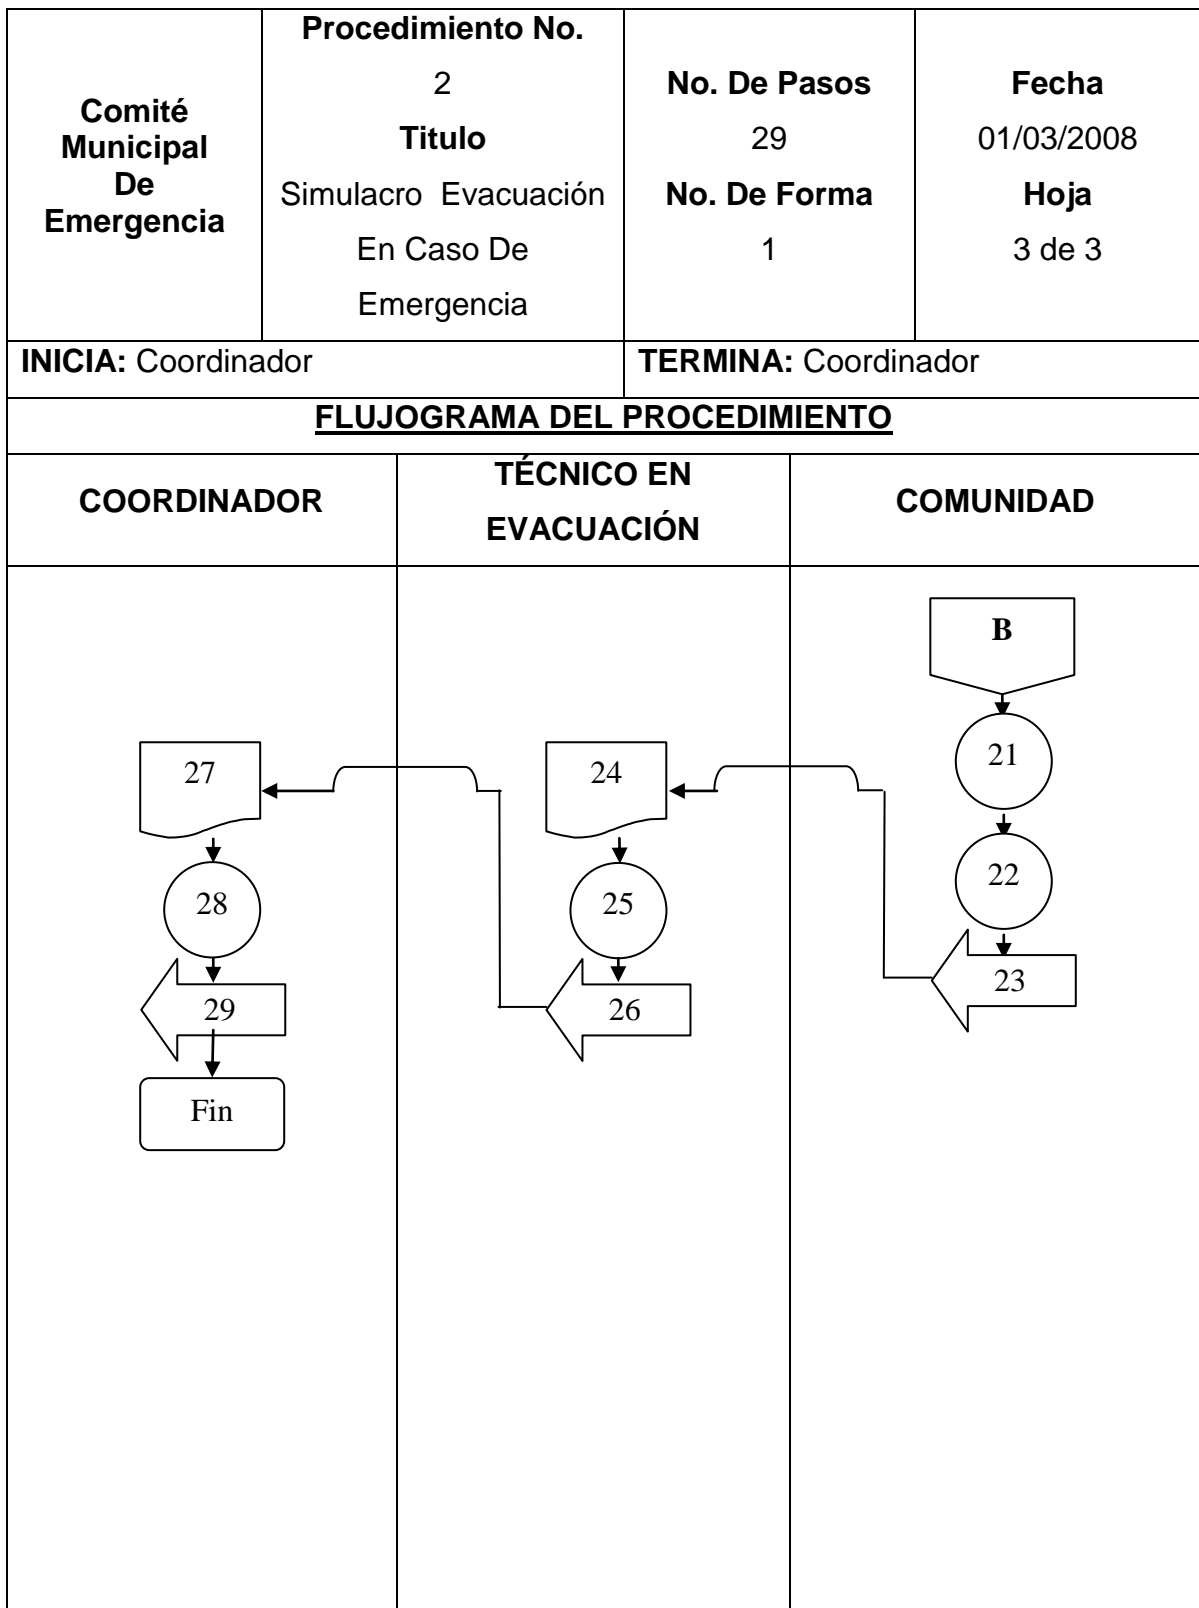 Comité
Municipal
De
Emergencia
Procedimiento No.
2
Titulo
Simulacro Evacuación
En Caso De
Emergencia
No. De Pasos
29
No. De Forma
1
Fecha
01/03/2008
Hoja
3 de 3
INICIA: Coordinador
TERMINA: Coordinador
FLUJOGRAMA DEL PROCEDIMIENTO
COORDINADOR
TÉCNICO EN
EVACUACIÓN
COMUNIDAD
B
21
22
23
24
25
26
27
28
29
Fin